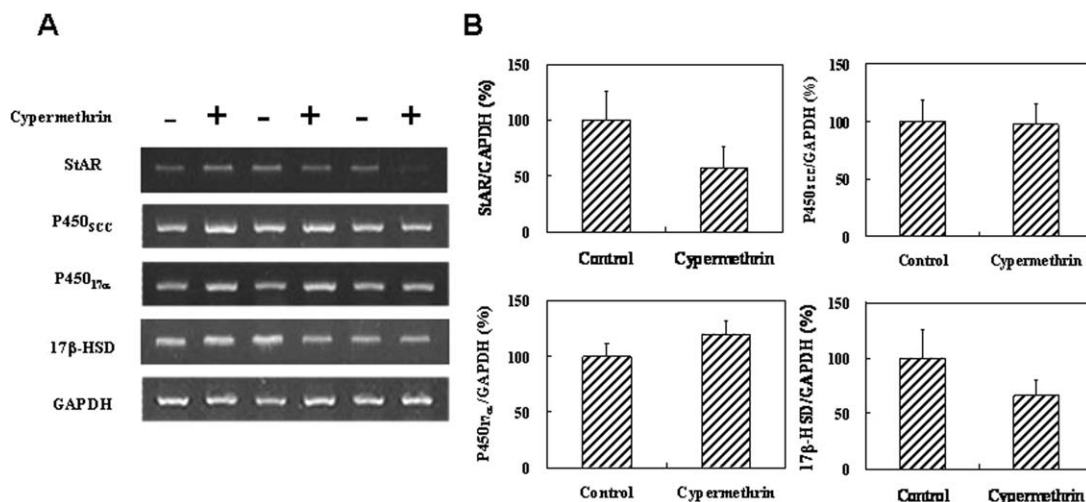 A
Cypermethrin - + - + - +
StAR
P450SCC
P45017α
17β-HSD
GAPDH
B
StAR/GAPDH (%)
150
100
50
0
Control Cypermethrin
P450scc/GAPDH (%)
150
100
50
0
Control Cypermethrin
P45017α/GAPDH (%)
150
100
50
0
Control Cypermethrin
17β-HSD/GAPDH (%)
150
100
50
0
Control Cypermethrin